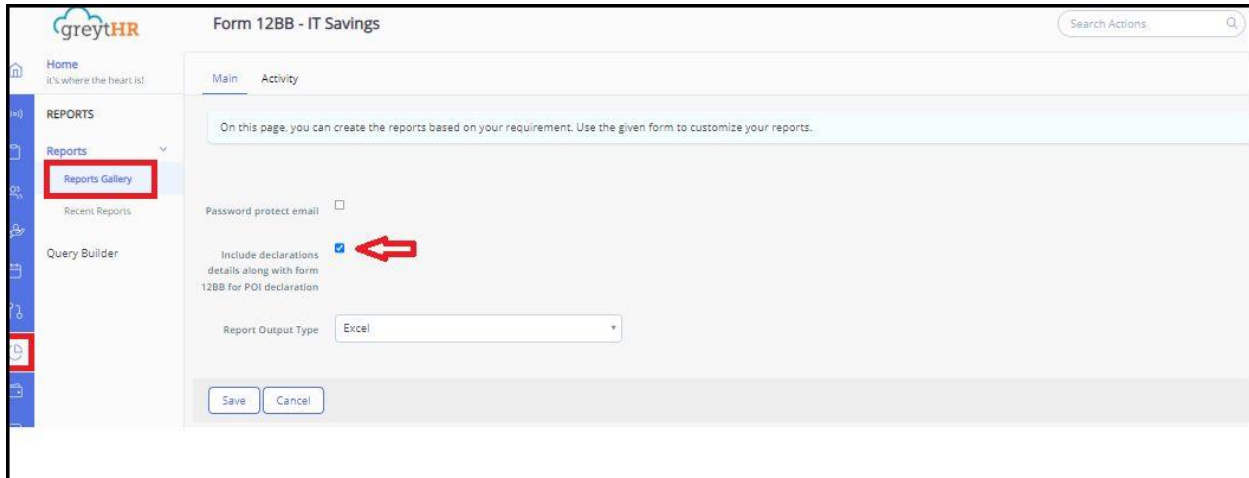 greytHR
Form 12BB - IT Savings
Search Actions
Home
it's where the heart is!
Main Activity
REPORTS
On this page, you can create the reports based on your requirement. Use the given form to customize your reports.
Reports
Reports Gallery
Recent Reports
Password protect email
Query Builder
Include declarations
details along with form
12BB for POI declaration
Report Output Type
Excel
Save Cancel